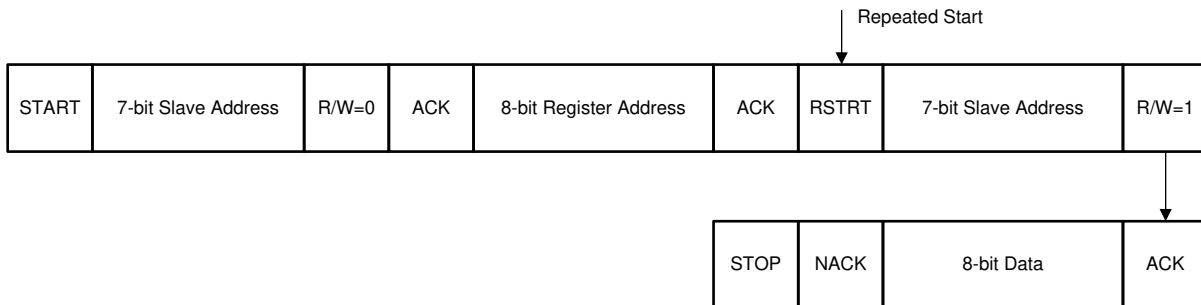 Repeated Start
START 7-bit Slave Address R/W=0 ACK 8-bit Register Address ACK RSTRT 7-bit Slave Address R/W=1
STOP NACK 8-bit Data ACK